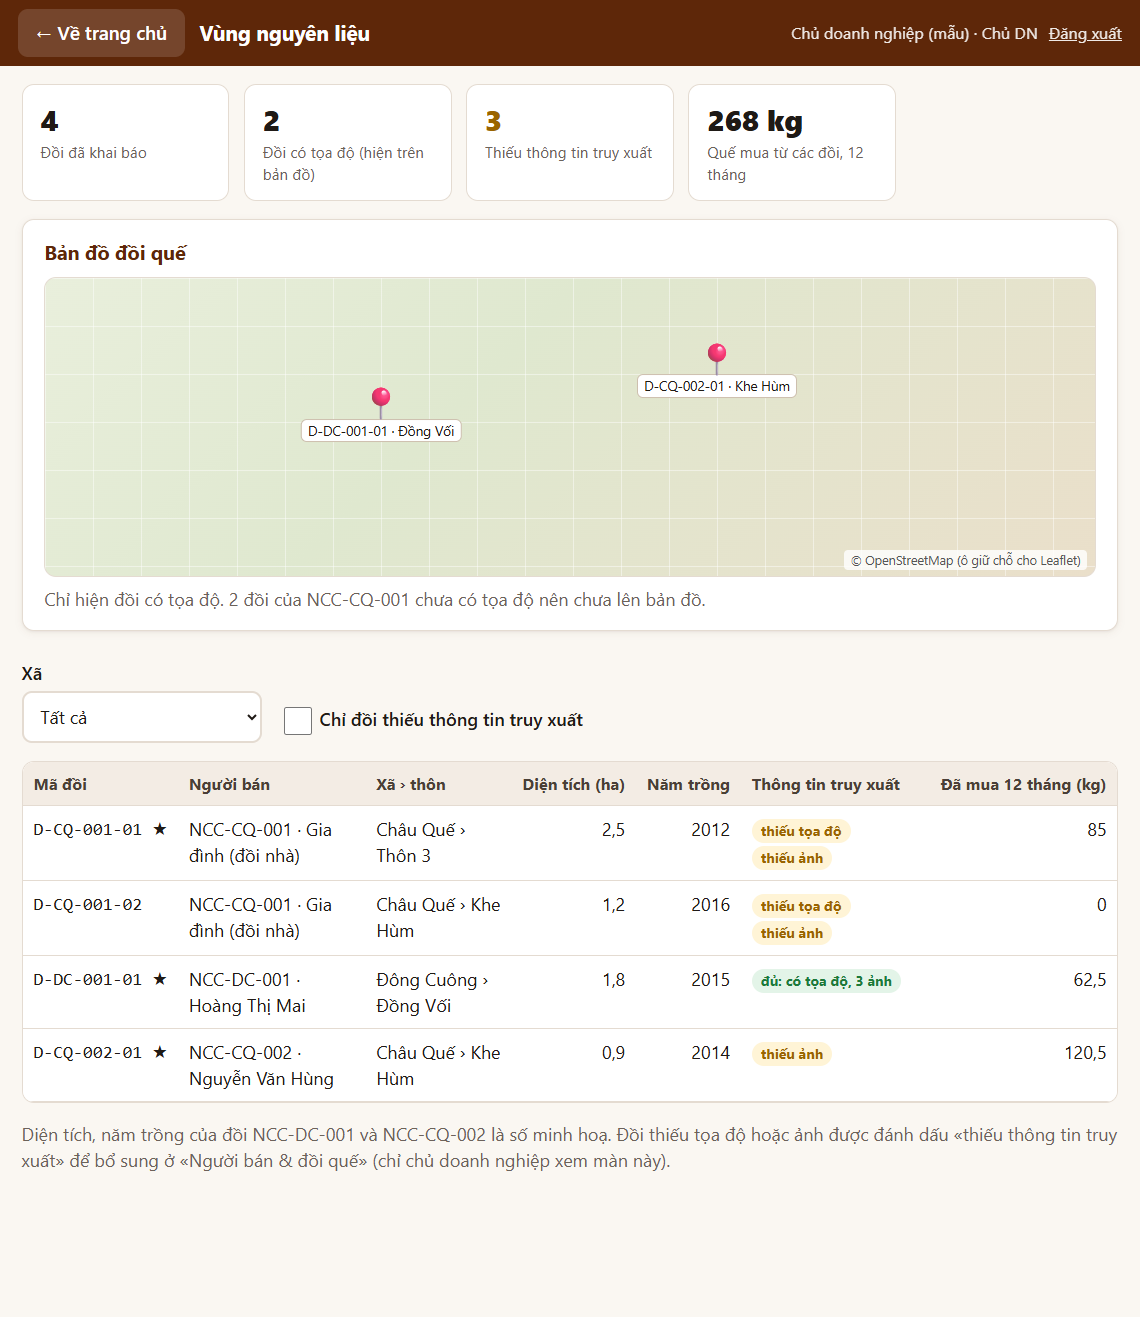 ← Về trang chủ
Vùng nguyên liệu
Chủ doanh nghiệp (mẫu) · Chủ DN Đăng xuất
4
Đồi đã khai báo
2
Đồi có tọa độ (hiện trên
bản đồ)
3
Thiếu thông tin truy xuất
268 kg
Quế mua từ các đồi, 12
tháng
Bản đồ đồi quế
D-CQ-002-01 · Khe Hùm
D-DC-001-01 · Đồng Vối
© OpenStreetMap (ô giữ chỗ cho Leaflet)
Chỉ hiện đồi có tọa độ. 2 đồi của NCC-CQ-001 chưa có tọa độ nên chưa lên bản đồ.
Xã
Tất cả
Chỉ đồi thiếu thông tin truy xuất
Mã đồi Người bán Xã › thôn Diện tích (ha) Năm trồng Thông tin truy xuất Đã mua 12 tháng (kg)
D-CQ-001-01 ★ NCC-CQ-001 · Gia Châu Quế › 2,5 2012 thiếu tọa độ 85
đình (đồi nhà) Thôn 3 thiếu ảnh
D-CQ-001-02 NCC-CQ-001 · Gia Châu Quế › Khe 1,2 2016 thiếu tọa độ 0
đình (đồi nhà) Hùm thiếu ảnh
D-DC-001-01 ★ NCC-DC-001 · Đông Cuông › 1,8 2015 đủ: có tọa độ, 3 ảnh 62,5
Hoàng Thị Mai Đồng Vối
D-CQ-002-01 ★ NCC-CQ-002 · Châu Quế › Khe 0,9 2014 thiếu ảnh 120,5
Nguyễn Văn Hùng Hùm
Diện tích, năm trồng của đồi NCC-DC-001 và NCC-CQ-002 là số minh hoạ. Đồi thiếu tọa độ hoặc ảnh được đánh dấu «thiếu thông tin truy
xuất» để bổ sung ở «Người bán & đồi quế» (chỉ chủ doanh nghiệp xem màn này).